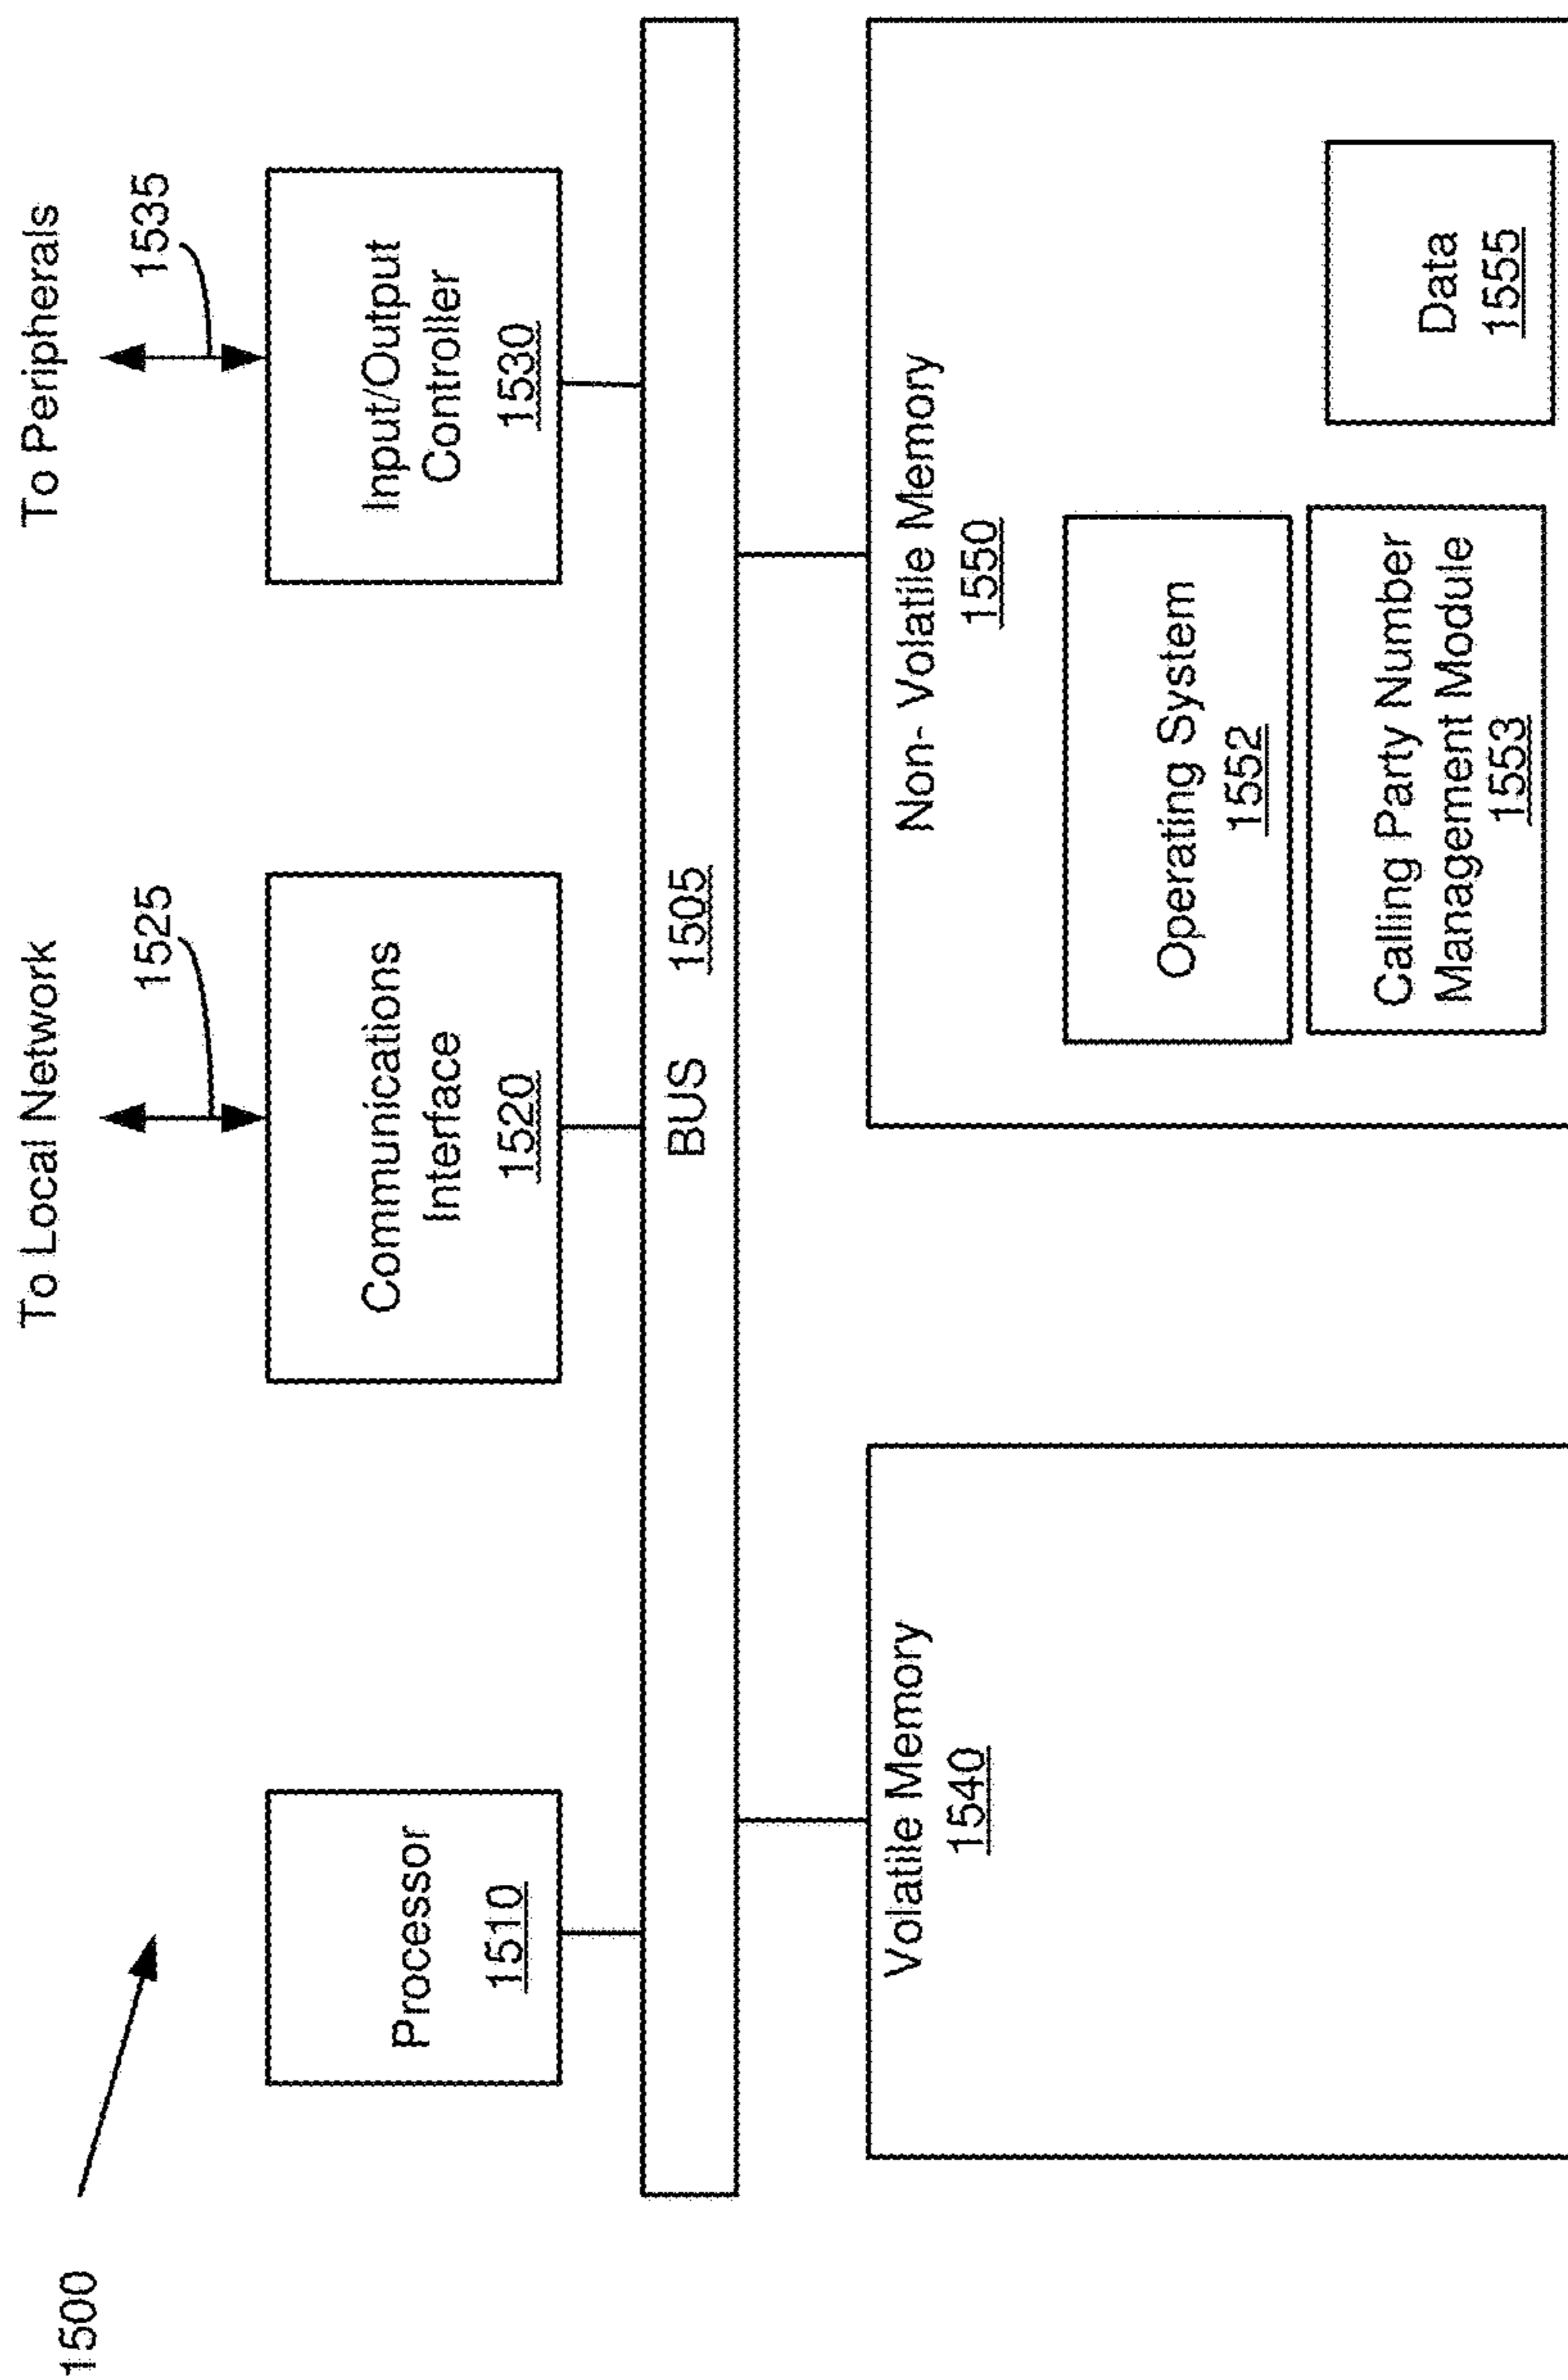 1500
To Local Network
To Peripherals
1525
1535
Processor
1510
Communications
Interface
1520
Input/Output
Controller
1530
BUS 1505
Volatile Memory
1540
Non- Volatile Memory
1550
Operating System
1552
Calling Party Number
Management Module
1553
Data
1555